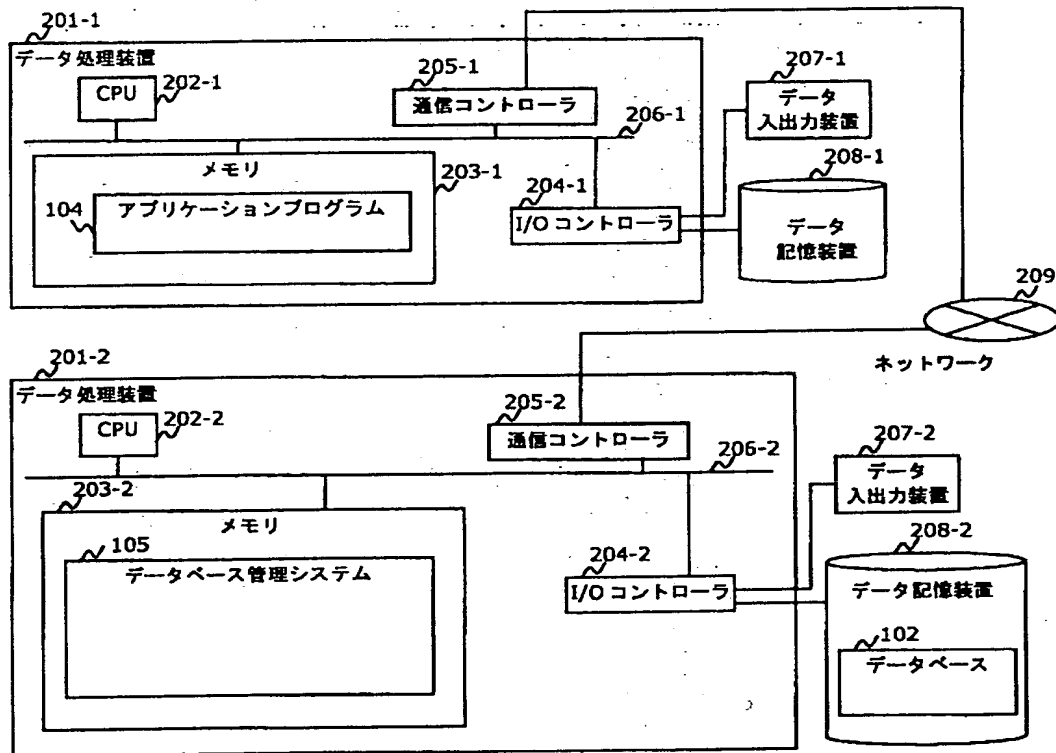 201-1
データ処理装置
CPU
202-1
205-1
通信コントローラ
206-1
207-1
データ
入出力装置
メモリ
203-1
104
アプリケーションプログラム
204-1
I/O コントローラ
208-1
データ
記憶装置
209
ネットワーク
201-2
データ処理装置
CPU
202-2
205-2
通信コントローラ
206-2
207-2
データ
入出力装置
203-2
メモリ
105
データベース管理システム
204-2
I/O コントローラ
208-2
データ記憶装置
102
データベース